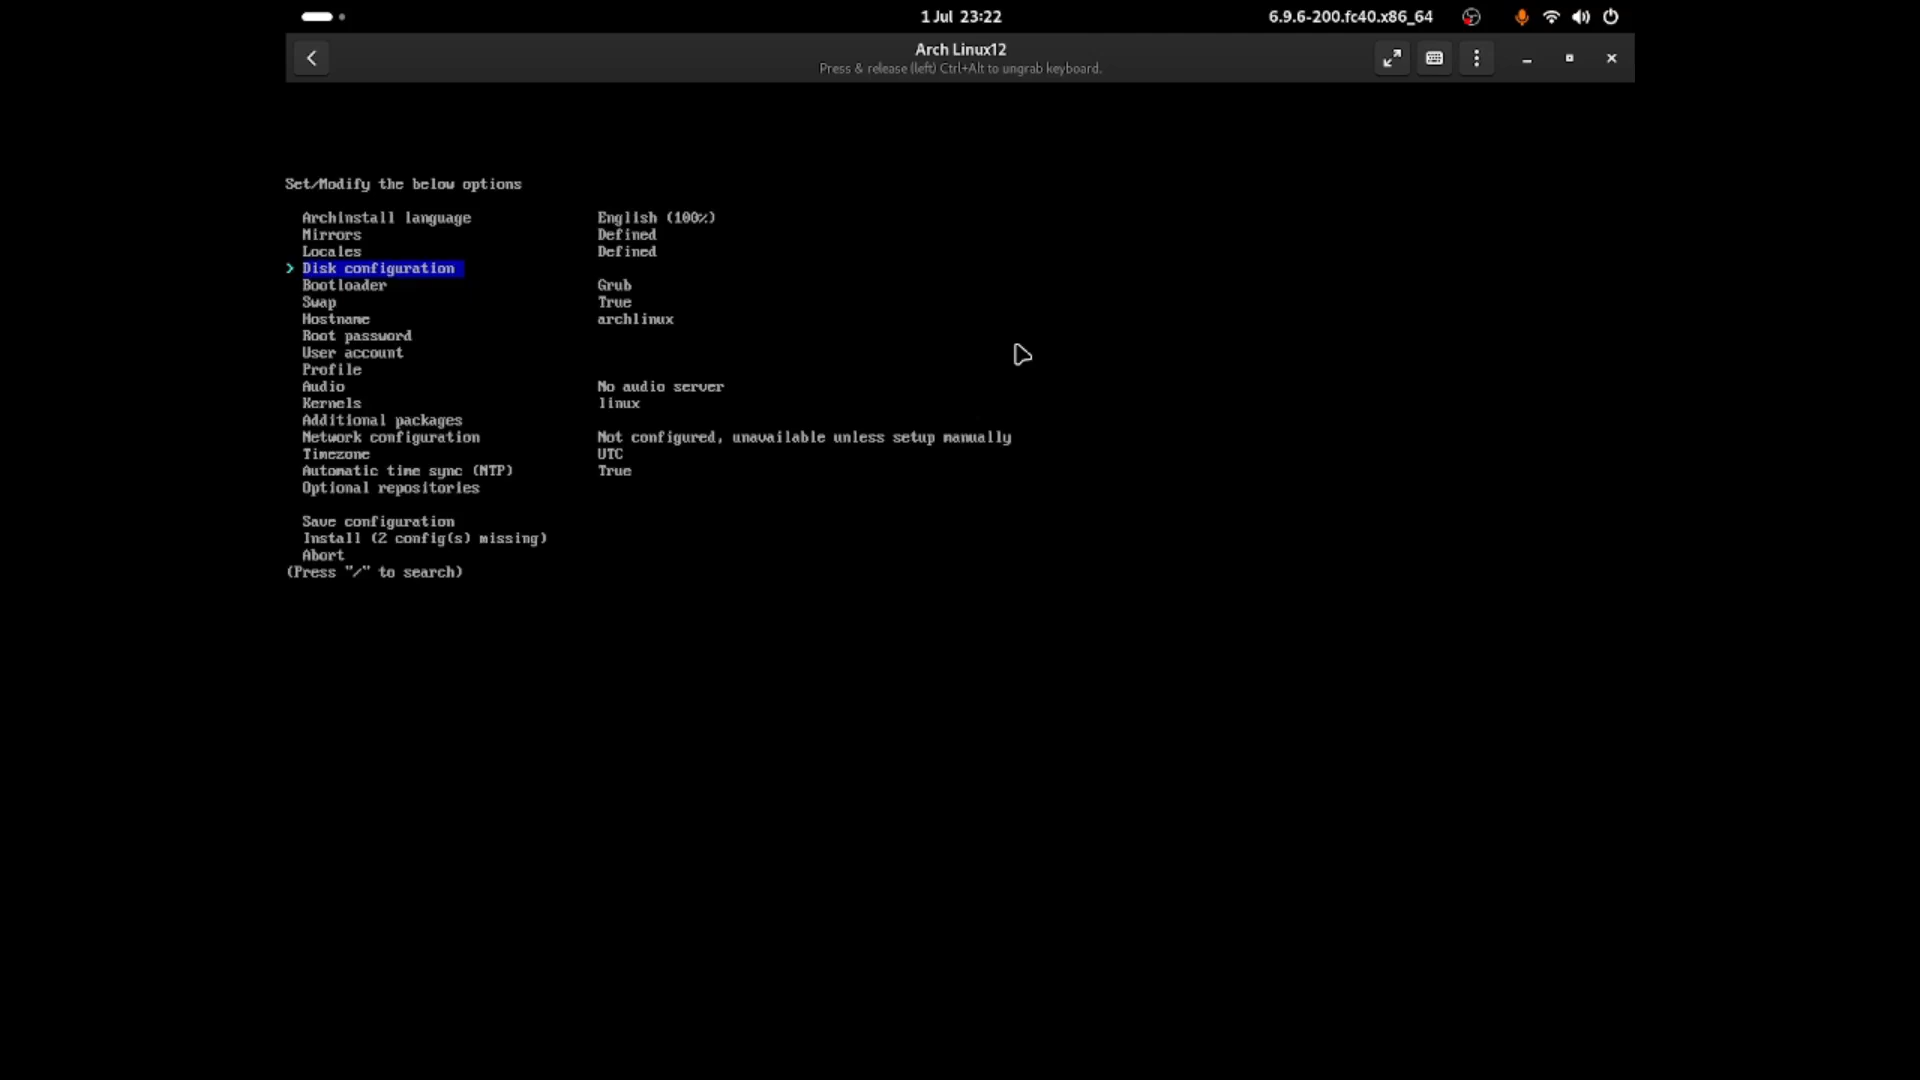 1 Jul 23:22
6.9.6-200.fc40.x86_64
Arch Linux12
Press & release (left) Ctrl+Alt to ungrab keyboard.
Set/Modify the below options
Archinstall language English (100%)
Mirrors Defined
Locales Defined
> Disk configuration
Bootloader Grub
Swap True
Hostname archlinux
Root password
User account
Profile
Audio No audio server
Kernels linux
Additional packages
Network configuration Not configured, unavailable unless setup manually
Timezone UTC
Automatic time sync (NTP) True
Optional repositories
Save configuration
Install (2 config(s) missing)
Abort
(Press "/" to search)